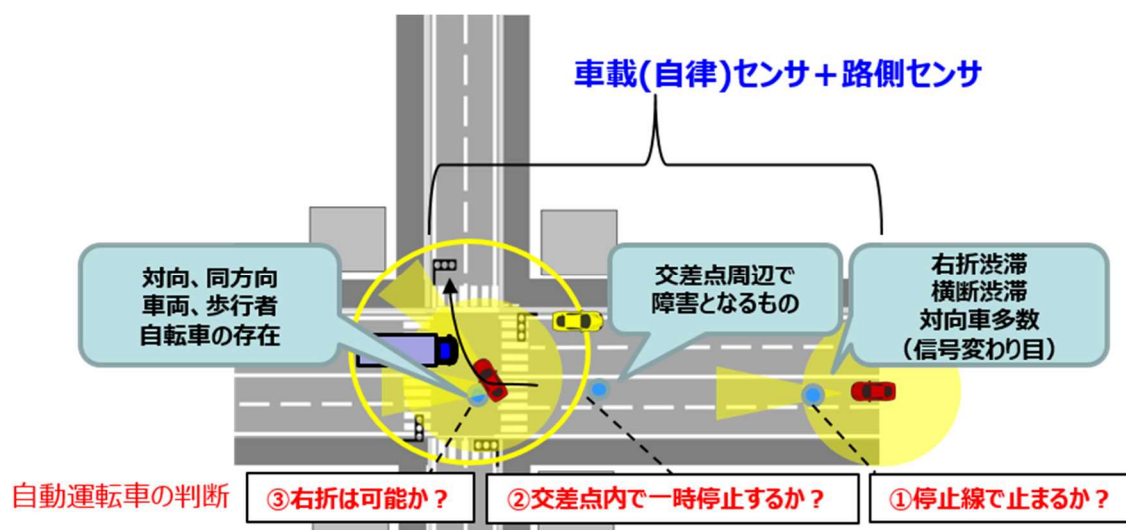 車載(自律)センサ+路側センサ
対向、同方向
車両、歩行者
自転車の存在
交差点周辺で
障害となるもの
右折渋滞
横断渋滞
対向車多数
(信号変わり目)
自動運転車の判断
③右折は可能か?
②交差点内で一時停止するか?
①停止線で止まるか?